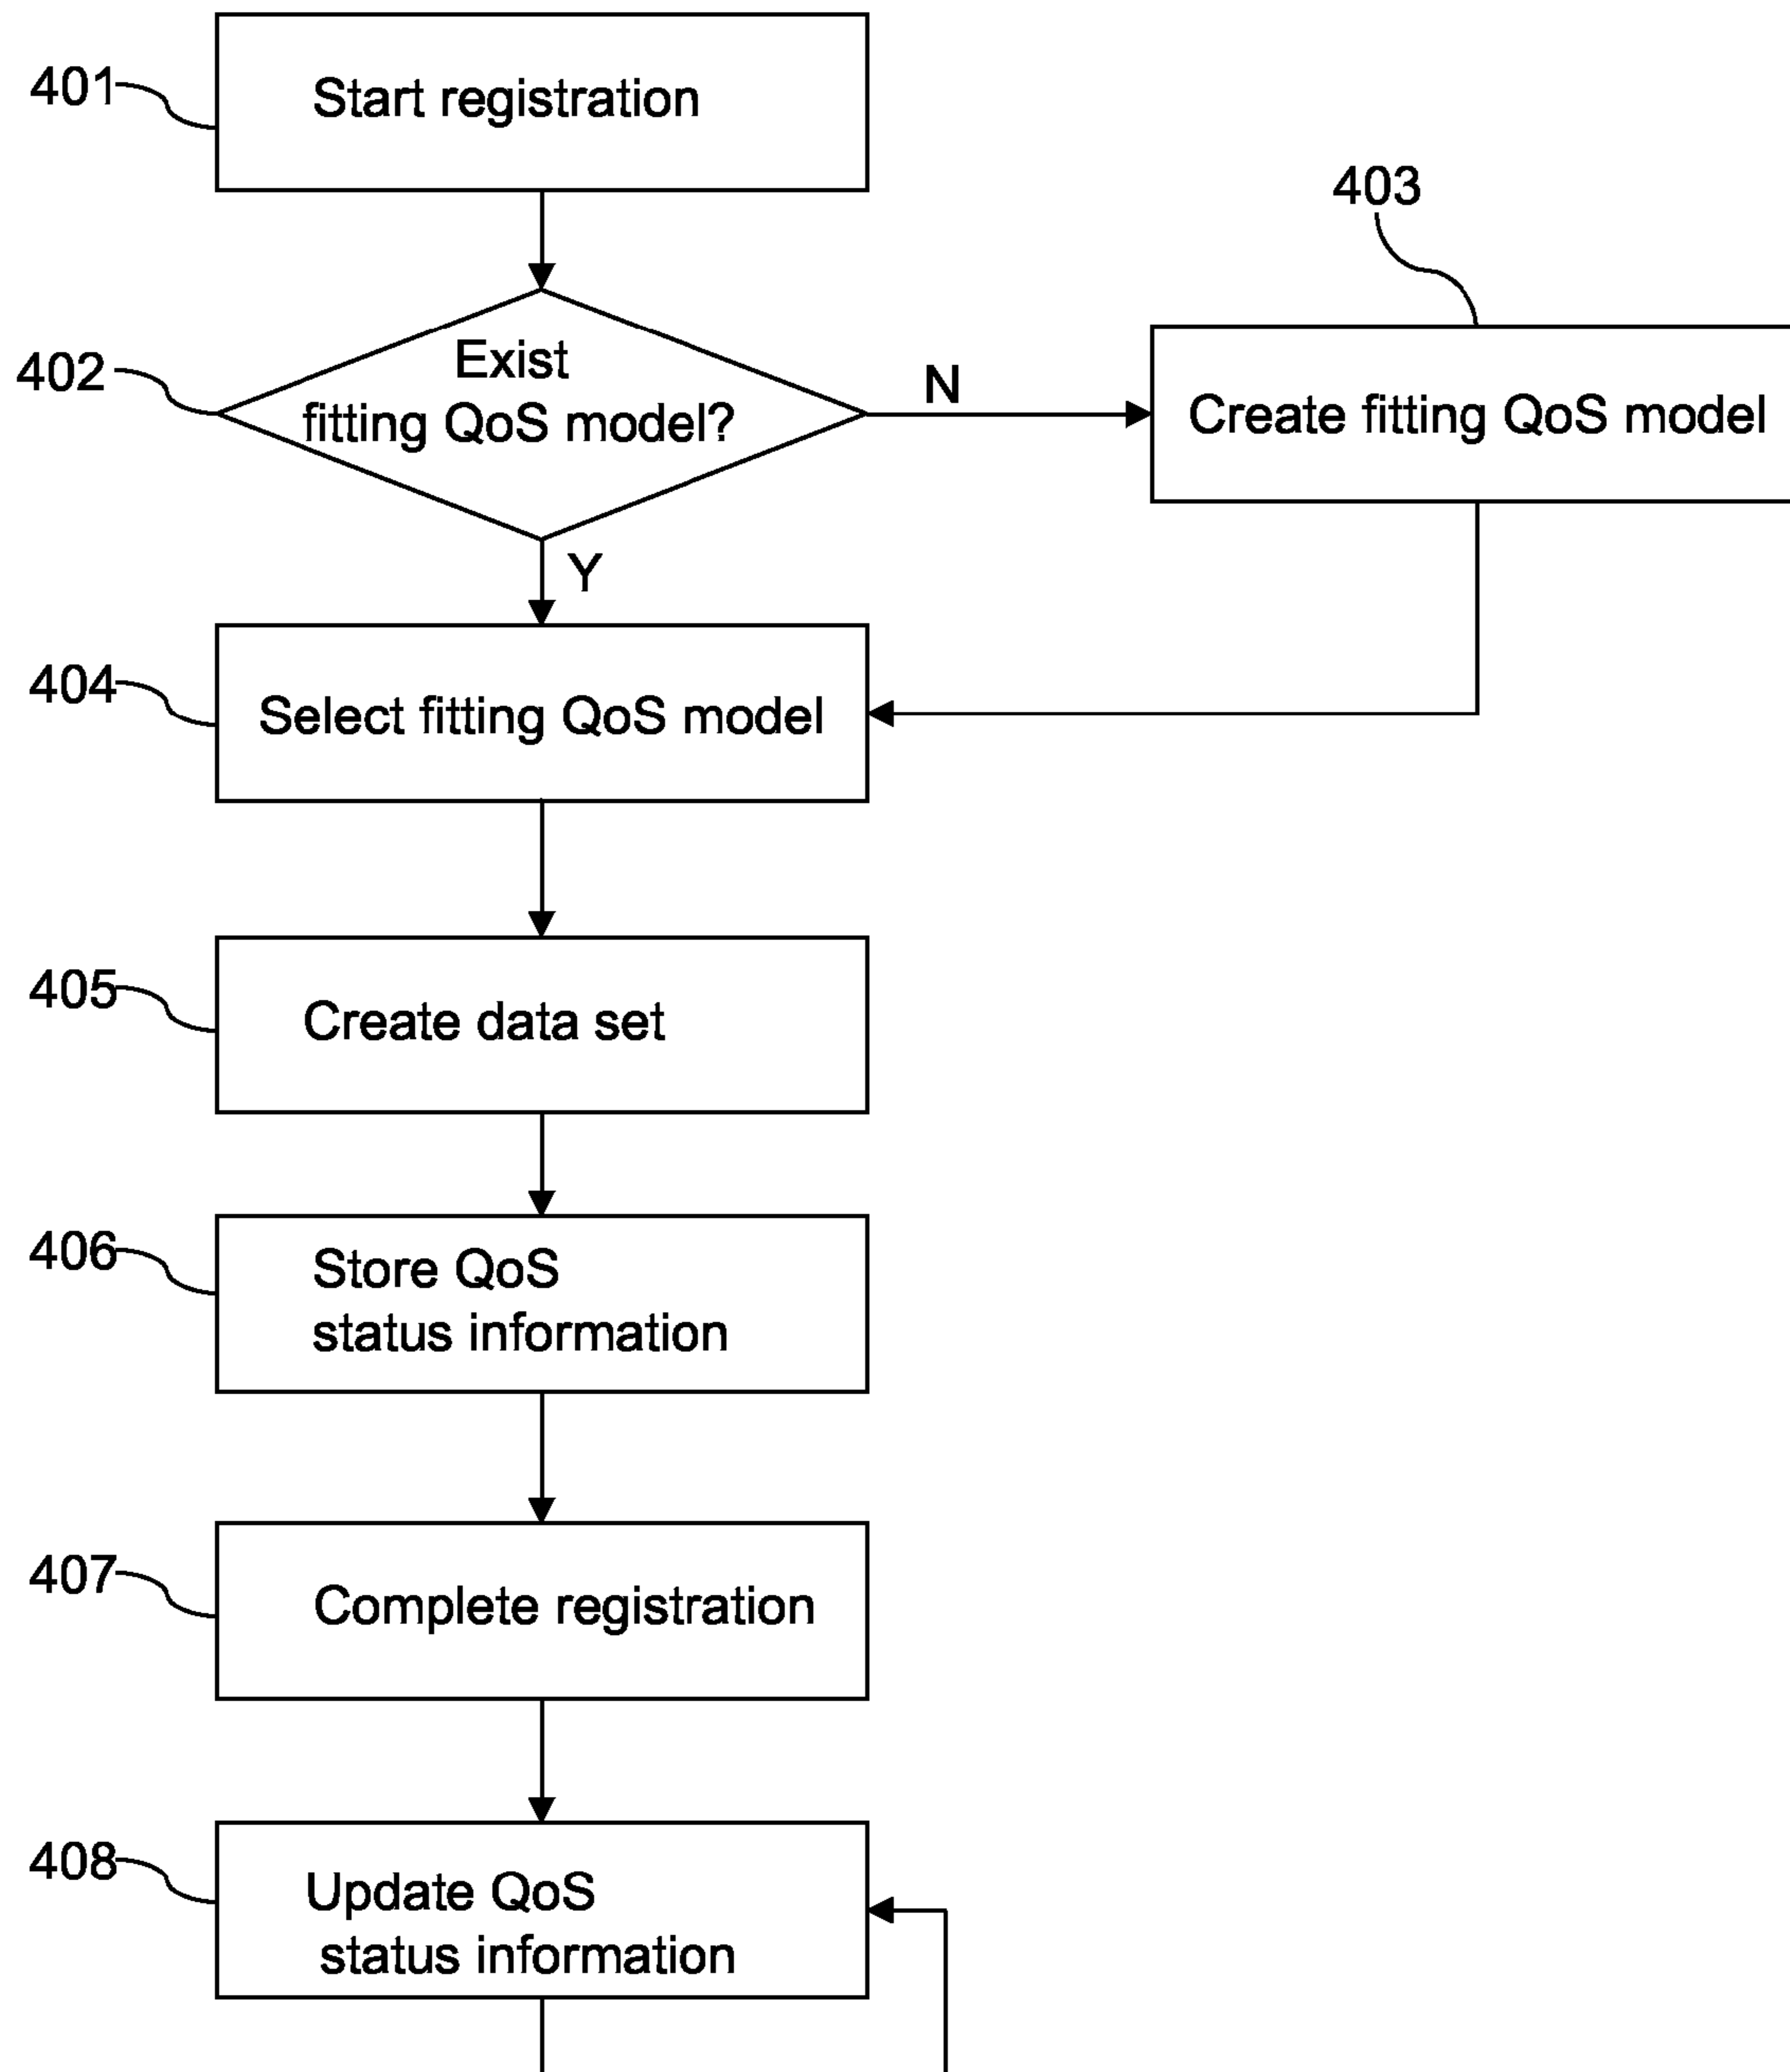 401
Start registration
402
Exist
fitting QoS model?
N
403
Create fitting QoS model
Y
404
Select fitting QoS model
405
Create data set
406
Store QoS
status information
407
Complete registration
408
Update QoS
status information